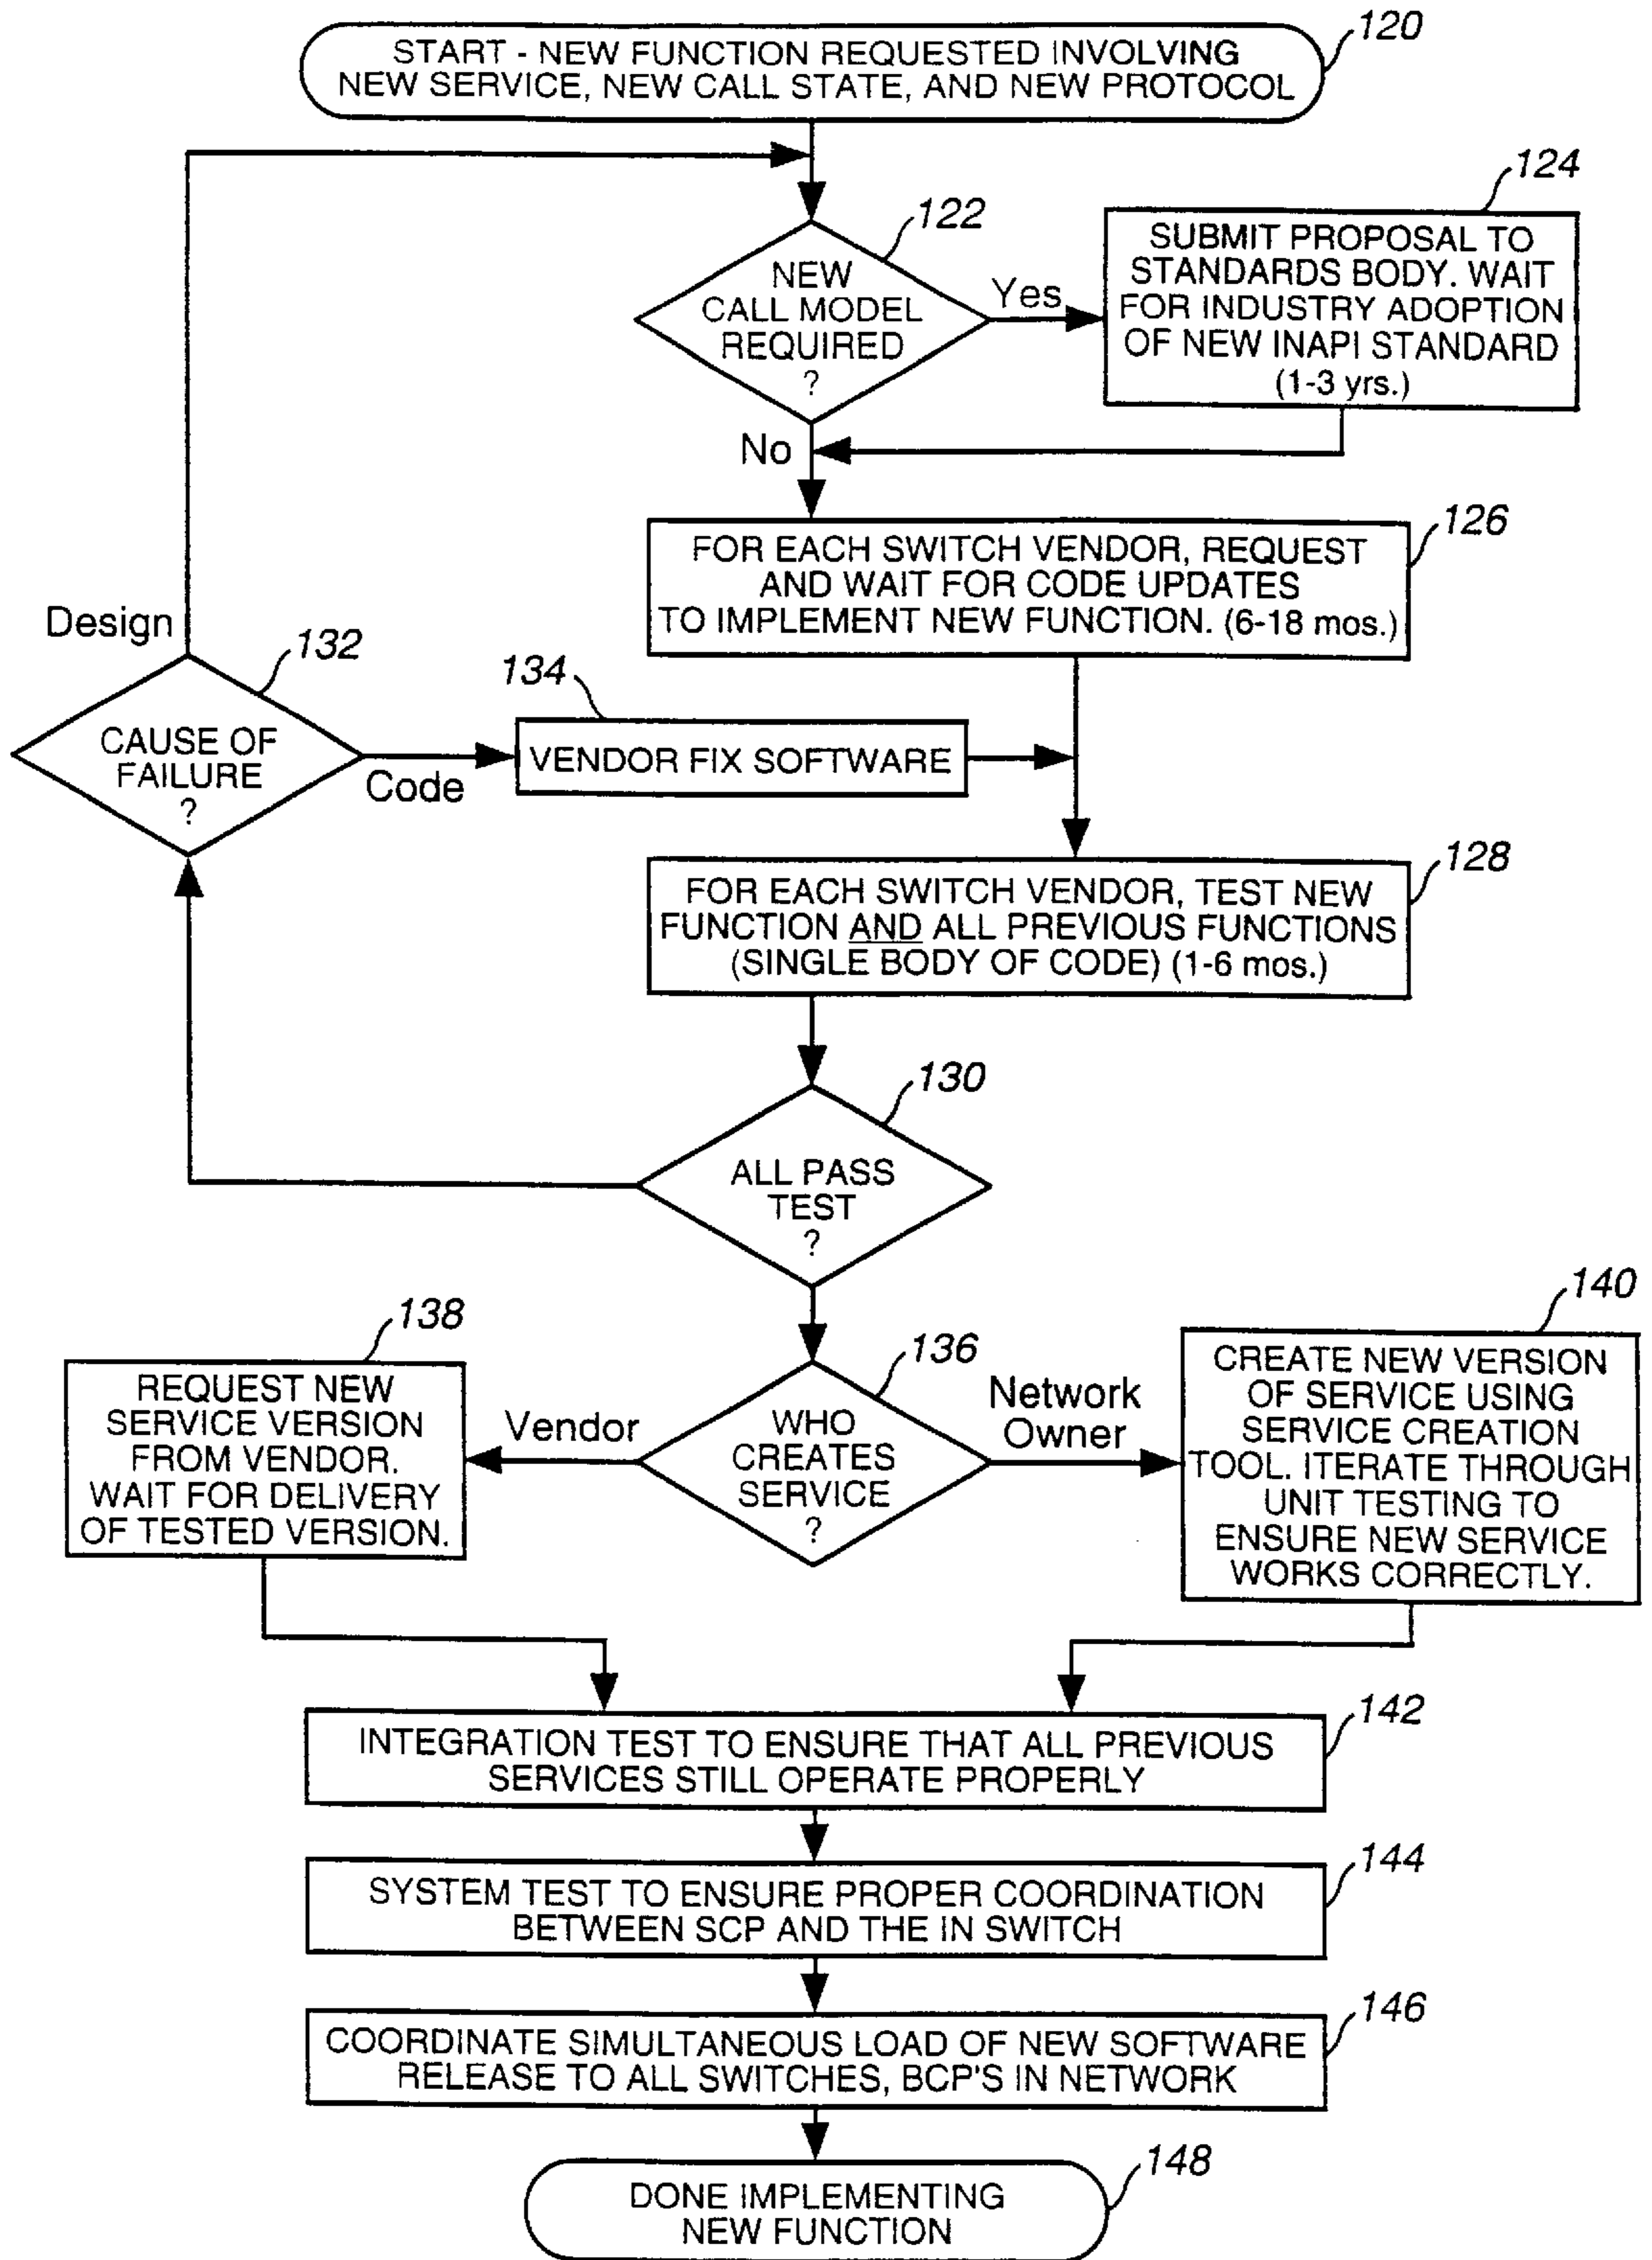 120
START - NEW FUNCTION REQUESTED INVOLVING
NEW SERVICE, NEW CALL STATE, AND NEW PROTOCOL
122
NEW
CALL MODEL
REQUIRED
?
Yes
No
124
SUBMIT PROPOSAL TO
STANDARDS BODY. WAIT
FOR INDUSTRY ADOPTION
OF NEW INAPI STANDARD
(1-3 yrs.)
126
FOR EACH SWITCH VENDOR, REQUEST
AND WAIT FOR CODE UPDATES
TO IMPLEMENT NEW FUNCTION. (6-18 mos.)
Design
132
CAUSE OF
FAILURE
?
Code
134
VENDOR FIX SOFTWARE
128
FOR EACH SWITCH VENDOR, TEST NEW
FUNCTION AND ALL PREVIOUS FUNCTIONS
(SINGLE BODY OF CODE) (1-6 mos.)
130
ALL PASS
TEST
?
138
REQUEST NEW
SERVICE VERSION
FROM VENDOR.
WAIT FOR DELIVERY
OF TESTED VERSION.
Vendor
136
WHO
CREATES
SERVICE
?
Network
Owner
140
CREATE NEW VERSION
OF SERVICE USING
SERVICE CREATION
TOOL. ITERATE THROUGH
UNIT TESTING TO
ENSURE NEW SERVICE
WORKS CORRECTLY.
142
INTEGRATION TEST TO ENSURE THAT ALL PREVIOUS
SERVICES STILL OPERATE PROPERLY
144
SYSTEM TEST TO ENSURE PROPER COORDINATION
BETWEEN SCP AND THE IN SWITCH
146
COORDINATE SIMULTANEOUS LOAD OF NEW SOFTWARE
RELEASE TO ALL SWITCHES, BCP'S IN NETWORK
148
DONE IMPLEMENTING
NEW FUNCTION